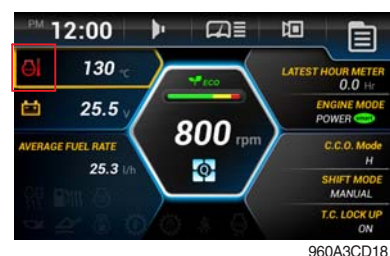 PM 12:00
130 ℃
ECO
LATEST HOUR METER
0.0 Hr
25.5 V
ENGINE MODE
POWER smart
800 rpm
AVERAGE FUEL RATE
25.3 l/h
C.C.O. Mode
H
SHIFT MODE
MANUAL
T.C. LOCK UP
ON
960A3CD18